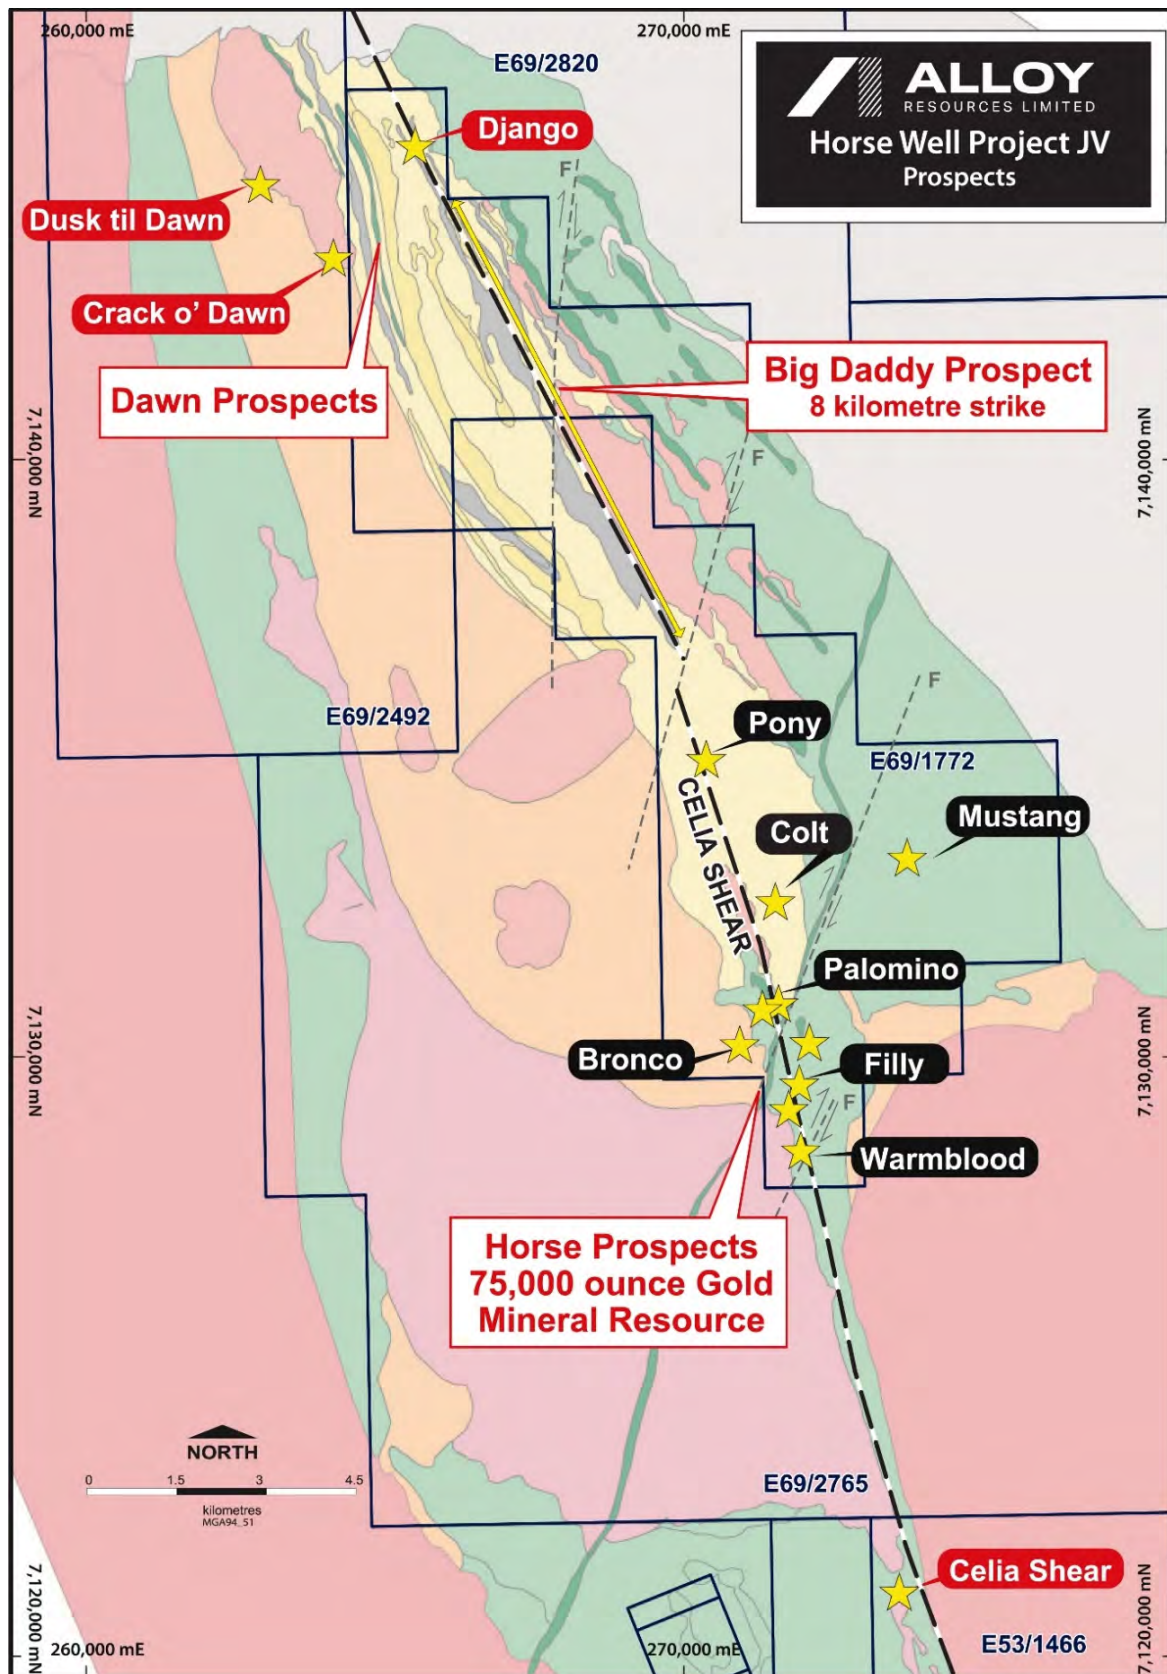 260,000 mE
270,000 mE
E69/2820
ALLOY
RESOURCES LIMITED
Horse Well Project JV
Prospects
Django
F
Dusk til Dawn
Crack o' Dawn
Dawn Prospects
Big Daddy Prospect
8 kilometre strike
7,140,000 mN
7,140,000 mN
F
F
E69/2492
Pony
E69/1772
CELIA SHEAR
Colt
Mustang
Palomino
7,130,000 mN
7,130,000 mN
Bronco
Filly
F
Warmblood
Horse Prospects
75,000 ounce Gold
Mineral Resource
NORTH
0 1.5 3 4.5
kilometres
MGA94_51
E69/2765
Celia Shear
7,120,000 mN
7,120,000 mN
260,000 mE
270,000 mE
E53/1466